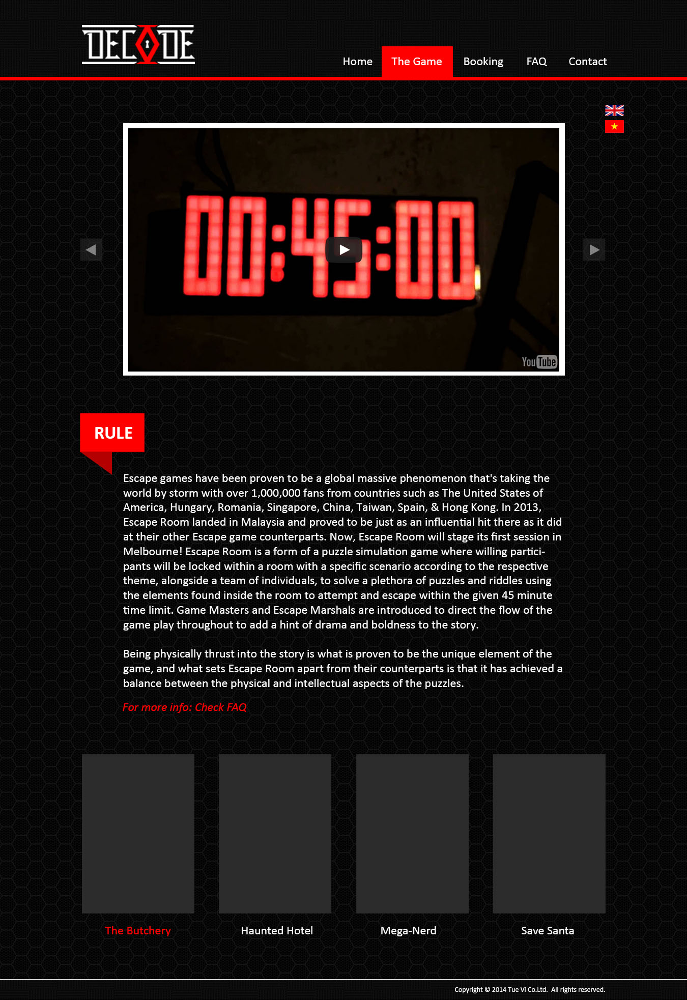 DECODE
Home The Game Booking FAQ Contact
00:45:00
YouTube
RULE
Escape games have been proven to be a global massive phenomenon that's taking the
world by storm with over 1,000,000 fans from countries such as The United States of
America, Hungary, Romania, Singapore, China, Taiwan, Spain, & Hong Kong. In 2013,
Escape Room landed in Malaysia and proved to be just as an influential hit there as it did
at their other Escape game counterparts. Now, Escape Room will stage its first session in
Melbourne! Escape Room is a form of a puzzle simulation game where willing partici-
pants will be locked within a room with a specific scenario according to the respective
theme, alongside a team of individuals, to solve a plethora of puzzles and riddles using
the elements found inside the room to attempt and escape within the given 45 minute
time limit. Game Masters and Escape Marshals are introduced to direct the flow of the
game play throughout to add a hint of drama and boldness to the story.
Being physically thrust into the story is what is proven to be the unique element of the
game, and what sets Escape Room apart from their counterparts is that it has achieved a
balance between the physical and intellectual aspects of the puzzles.
For more info: Check FAQ
The Butchery Haunted Hotel Mega-Nerd Save Santa
Copyright © 2014 Tue Vi Co.Ltd. All rights reserved.